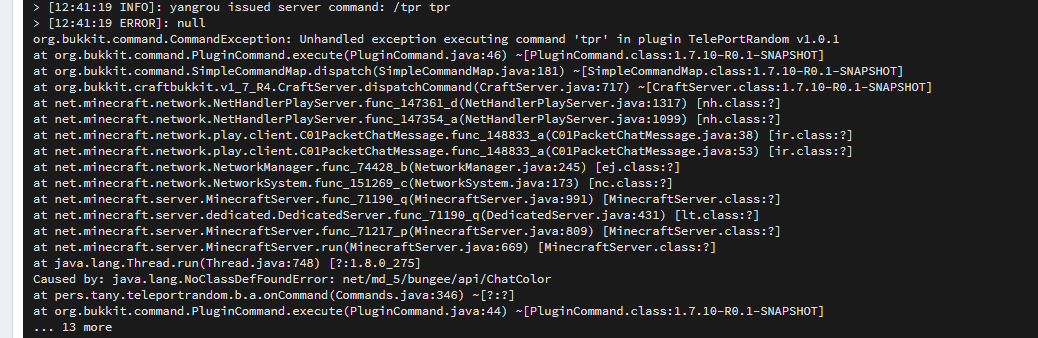 > [12:41:19 INFO]: yangrou issued server command: /tpr tpr
> [12:41:19 ERROR]: null
org.bukkit.command.CommandException: Unhandled exception executing command 'tpr' in plugin TelePortRandom v1.0.1
at org.bukkit.command.PluginCommand.execute(PluginCommand.java:46) ~[PluginCommand.class:1.7.10-R0.1-SNAPSHOT]
at org.bukkit.command.SimpleCommandMap.dispatch(SimpleCommandMap.java:181) ~[SimpleCommandMap.class:1.7.10-R0.1-SNAPSHOT]
at org.bukkit.craftbukkit.v1_7_R4.CraftServer.dispatchCommand(CraftServer.java:717) ~[CraftServer.class:1.7.10-R0.1-SNAPSHOT]
at net.minecraft.network.NetHandlerPlayServer.func_147361_d(NetHandlerPlayServer.java:1317) [nh.class:?]
at net.minecraft.network.NetHandlerPlayServer.func_147354_a(NetHandlerPlayServer.java:1099) [nh.class:?]
at net.minecraft.network.play.client.C01PacketChatMessage.func_148833_a(C01PacketChatMessage.java:38) [ir.class:?]
at net.minecraft.network.play.client.C01PacketChatMessage.func_148833_a(C01PacketChatMessage.java:53) [ir.class:?]
at net.minecraft.network.NetworkManager.func_74428_b(NetworkManager.java:245) [ej.class:?]
at net.minecraft.network.NetworkSystem.func_151269_c(NetworkSystem.java:173) [nc.class:?]
at net.minecraft.server.MinecraftServer.func_71190_q(MinecraftServer.java:991) [MinecraftServer.class:?]
at net.minecraft.server.dedicated.DedicatedServer.func_71190_q(DedicatedServer.java:431) [lt.class:?]
at net.minecraft.server.MinecraftServer.func_71217_p(MinecraftServer.java:809) [MinecraftServer.class:?]
at net.minecraft.server.MinecraftServer.run(MinecraftServer.java:669) [MinecraftServer.class:?]
at java.lang.Thread.run(Thread.java:748) [?:1.8.0_275]
Caused by: java.lang.NoClassDefFoundError: net/md_5/bungee/api/ChatColor
at pers.tany.teleportrandom.b.a.onCommand(Commands.java:346) ~[?:?]
at org.bukkit.command.PluginCommand.execute(PluginCommand.java:44) ~[PluginCommand.class:1.7.10-R0.1-SNAPSHOT]
... 13 more